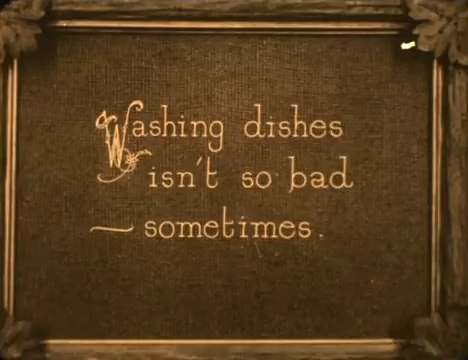 Washing dishes
isn't so bad
— sometimes.